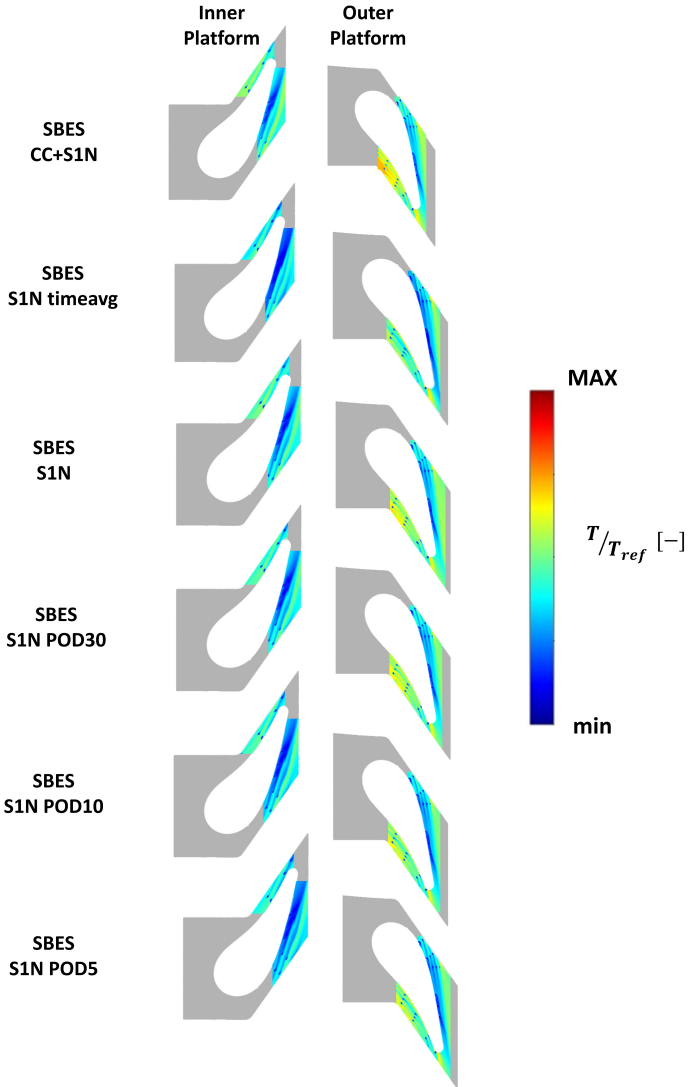 Inner
Platform
Outer
Platform
SBES
CC+S1N
SBES
S1N timeavg
SBES
S1N
SBES
S1N POD30
SBES
S1N POD10
SBES
S1N POD5
MAX
T/Tref [−]
min